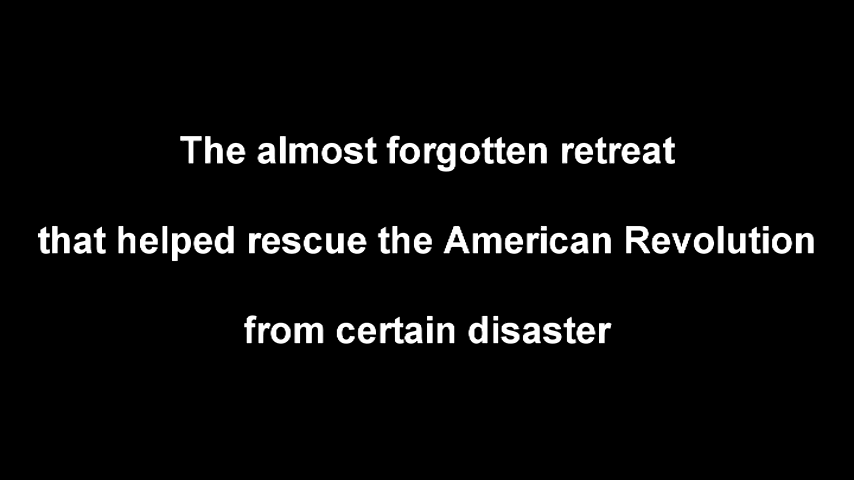 The almost forgotten retreat
that helped rescue the American Revolution
from certain disaster